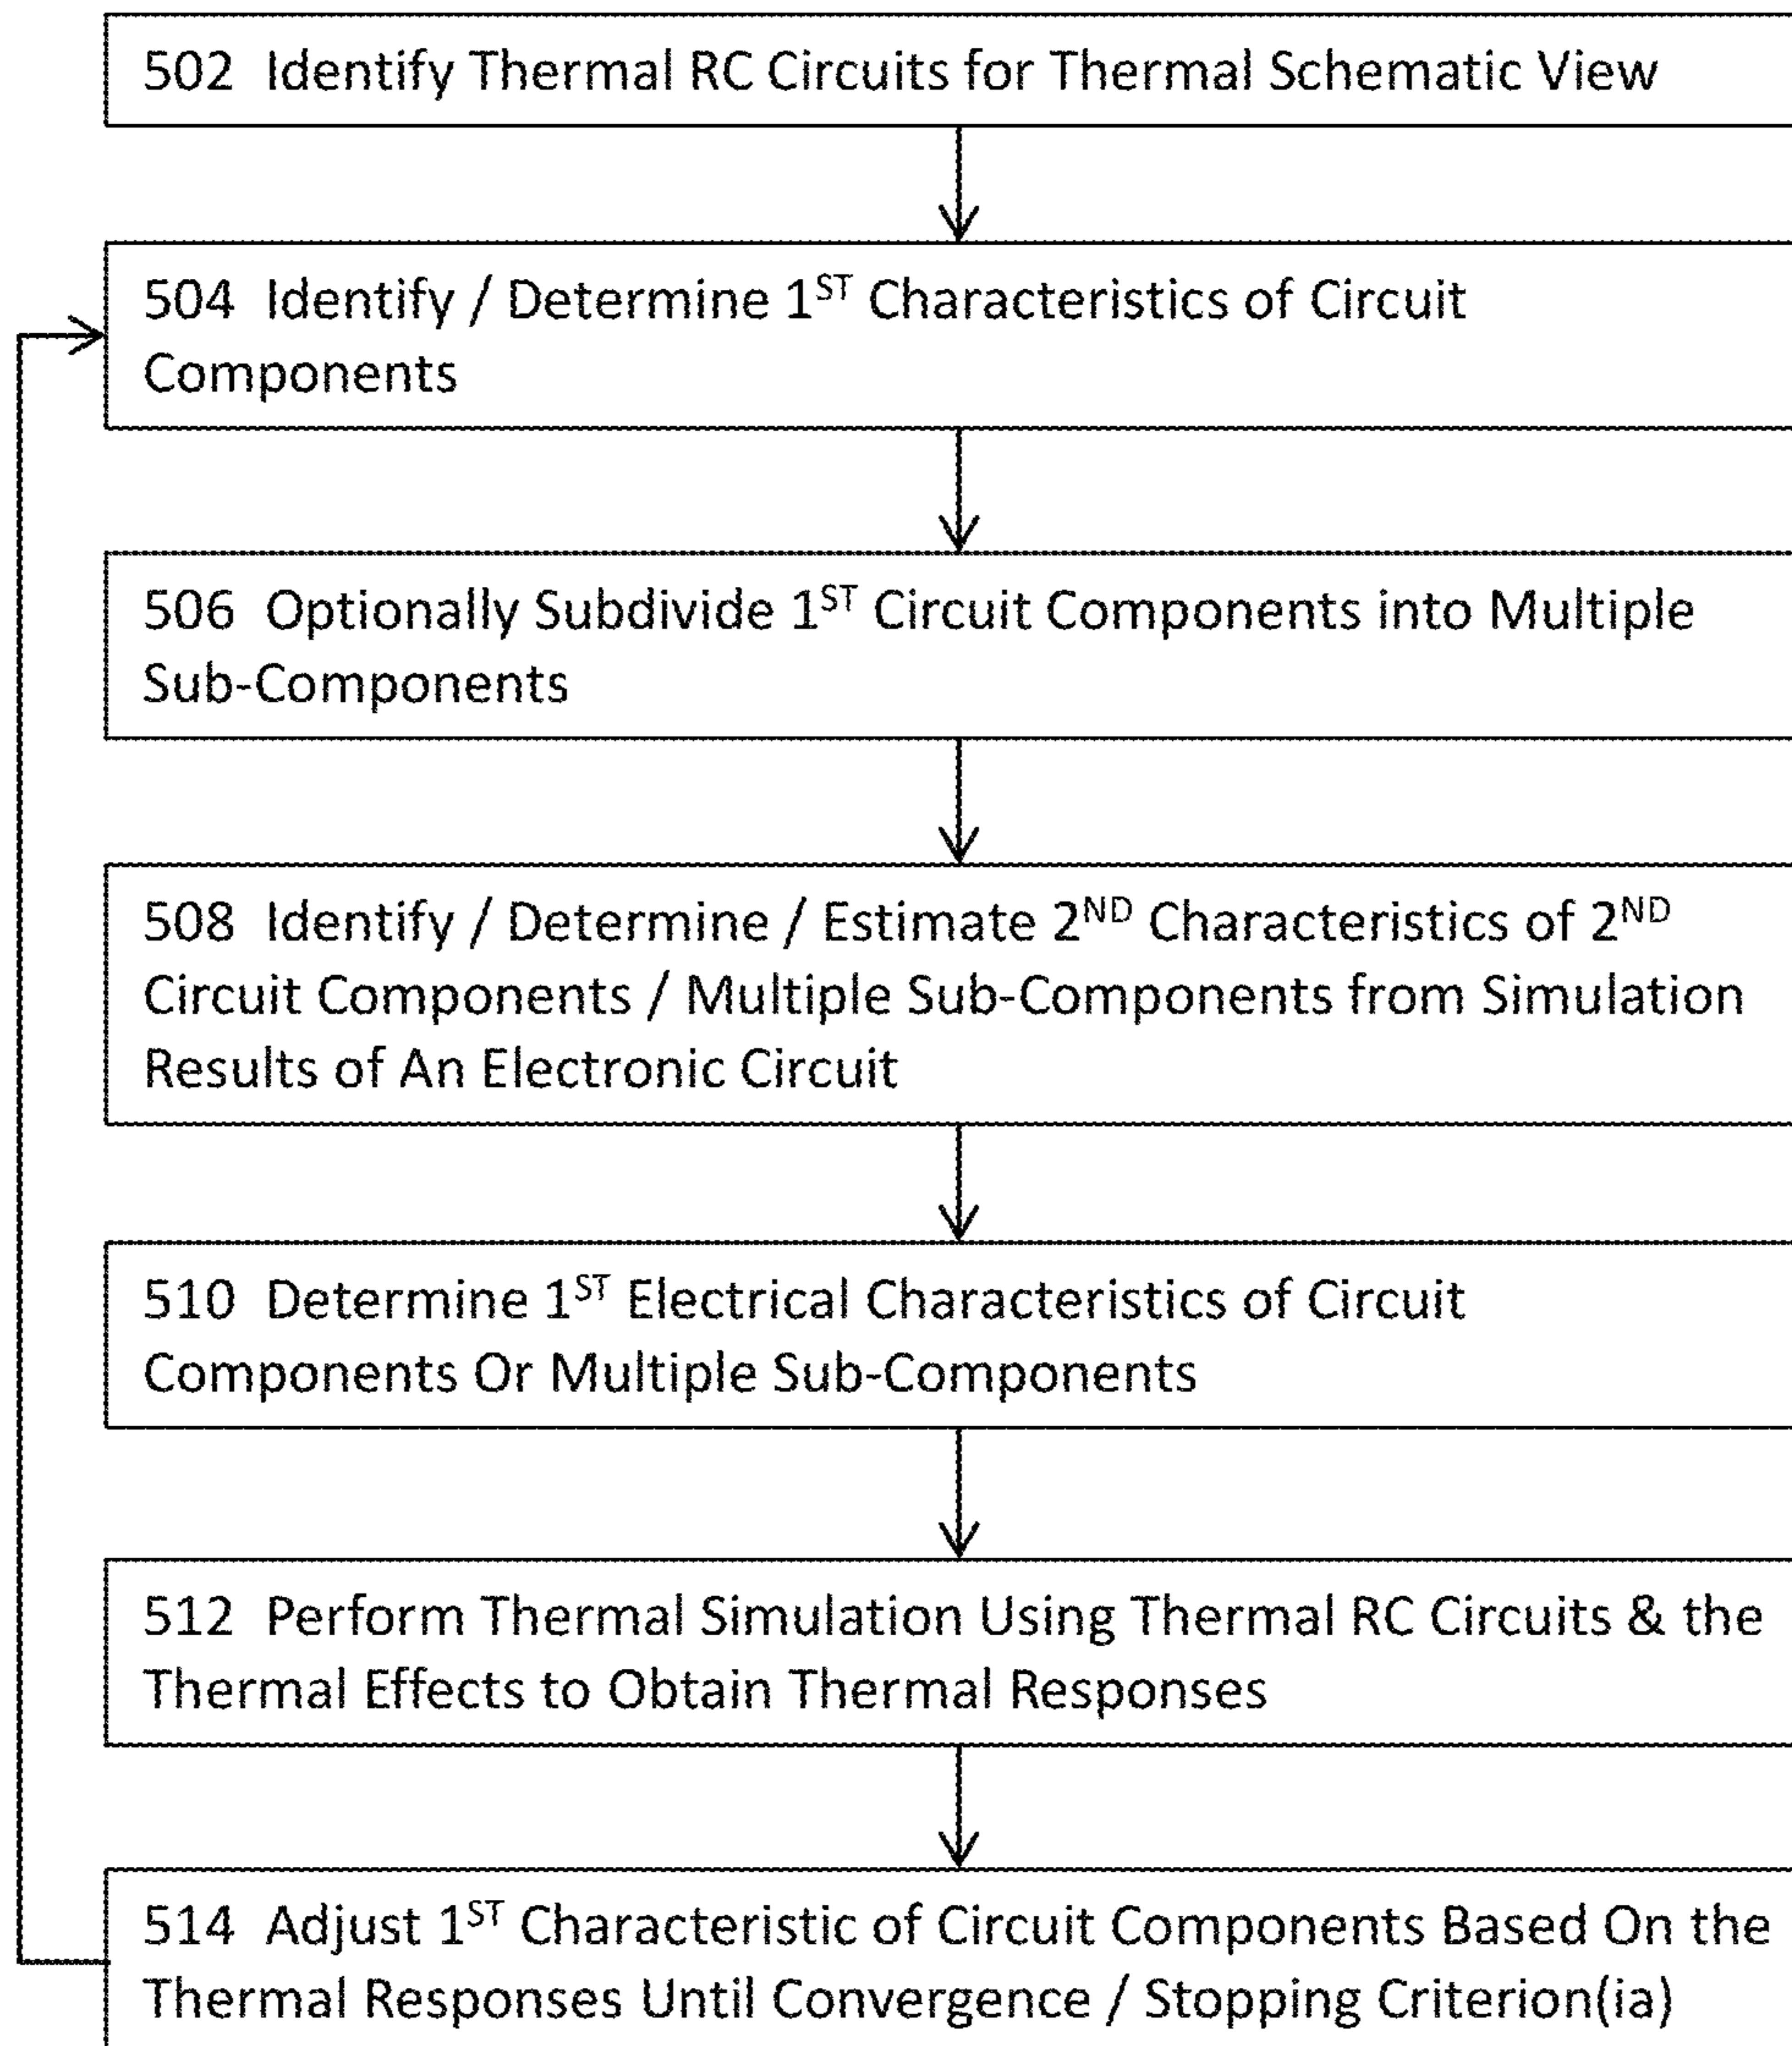 502 Identify Thermal RC Circuits for Thermal Schematic View
504 Identify / Determine 1ST Characteristics of Circuit
Components
506 Optionally Subdivide 1ST Circuit Components into Multiple
Sub-Components
508 Identify / Determine / Estimate 2ND Characteristics of 2ND
Circuit Components / Multiple Sub-Components from Simulation
Results of An Electronic Circuit
510 Determine 1ST Electrical Characteristics of Circuit
Components Or Multiple Sub-Components
512 Perform Thermal Simulation Using Thermal RC Circuits & the
Thermal Effects to Obtain Thermal Responses
514 Adjust 1ST Characteristic of Circuit Components Based On the
Thermal Responses Until Convergence / Stopping Criterion(ia)